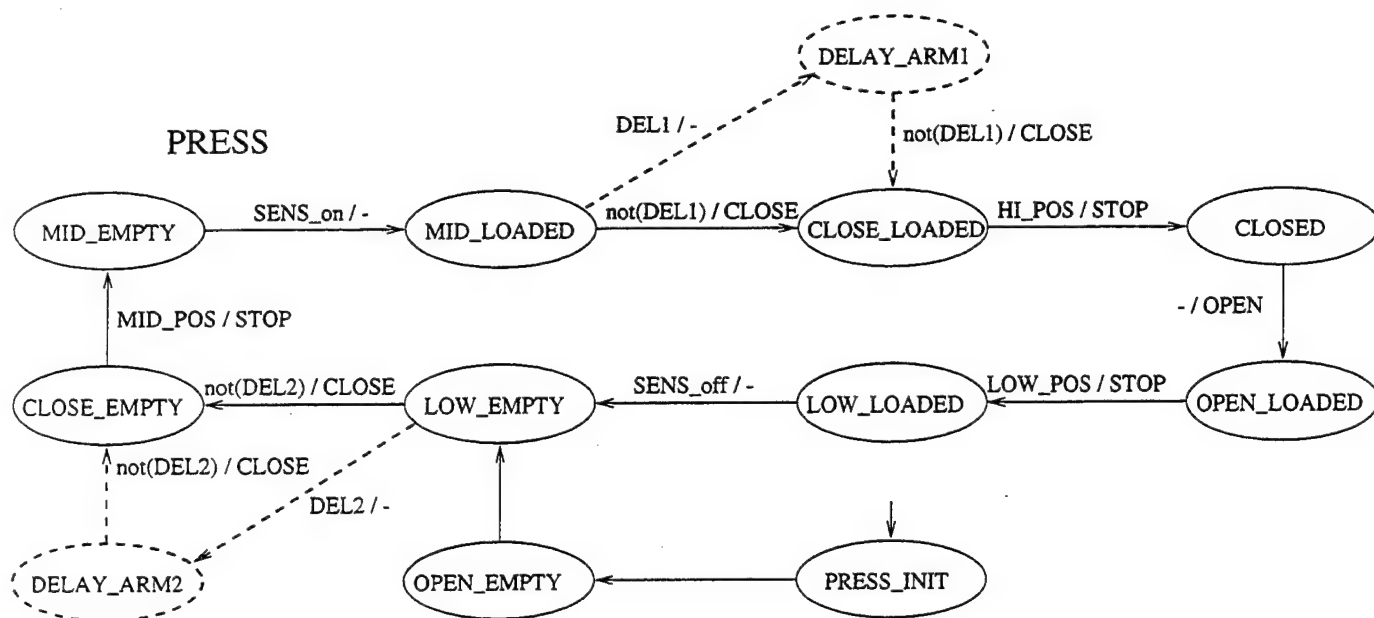 DELAY_ARM1
DEL1 / -
not(DEL1) / CLOSE
PRESS
SENS_on / -
not(DEL1) / CLOSE
HI_POS / STOP
MID_EMPTY
MID_LOADED
CLOSE_LOADED
CLOSED
MID_POS / STOP
- / OPEN
not(DEL2) / CLOSE
SENS_off / -
LOW_POS / STOP
CLOSE_EMPTY
LOW_EMPTY
LOW_LOADED
OPEN_LOADED
not(DEL2) / CLOSE
DEL2 / -
DELAY_ARM2
OPEN_EMPTY
PRESS_INIT